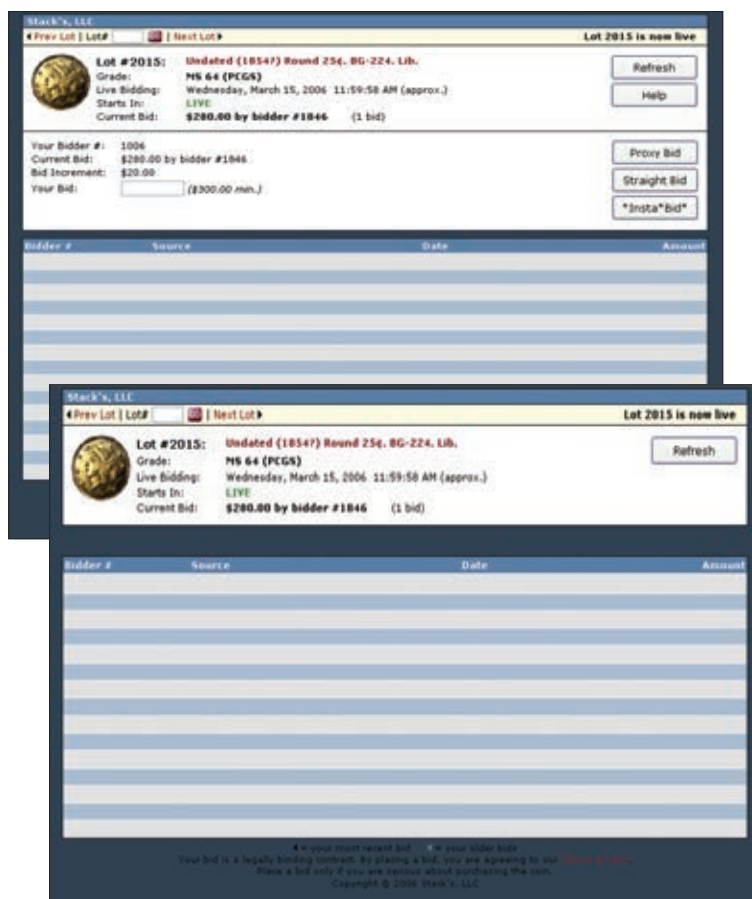 Stack's, LLC
Prev Lot | Lot# | Next Lot
Lot 2015 is now live
Lot #2015: Undated (1854?) Round 25¢. BG-224. Lib.
Grade: MS 64 (PCGS)
Live Bidding: Wednesday, March 15, 2006 11:59:58 AM (approx.)
Starts In: LIVE
Current Bid: $280.00 by bidder #1846 (1 bid)
Refresh
Help
Your Bidder #: 1006
Current Bid: $280.00 by bidder #1846
Bid Increment: $20.00
Your Bid: ($300.00 min.)
Proxy Bid
Straight Bid
*Insta*Bid*
Bidder # Source Date Amount
Stack's, LLC
Prev Lot | Lot# | Next Lot
Lot 2015 is now live
Lot #2015: Undated (1854?) Round 25¢. BG-224. Lib.
Grade: MS 64 (PCGS)
Live Bidding: Wednesday, March 15, 2006 11:59:58 AM (approx.)
Starts In: LIVE
Current Bid: $280.00 by bidder #1846 (1 bid)
Refresh
Bidder # Source Date Amount
= your most recent bid = your older bids
Your bid is a legally binding contract. By placing a bid, you are agreeing to our
Place a bid only if you are serious about purchasing the coin.
Copyright © 2006 Stack's, LLC